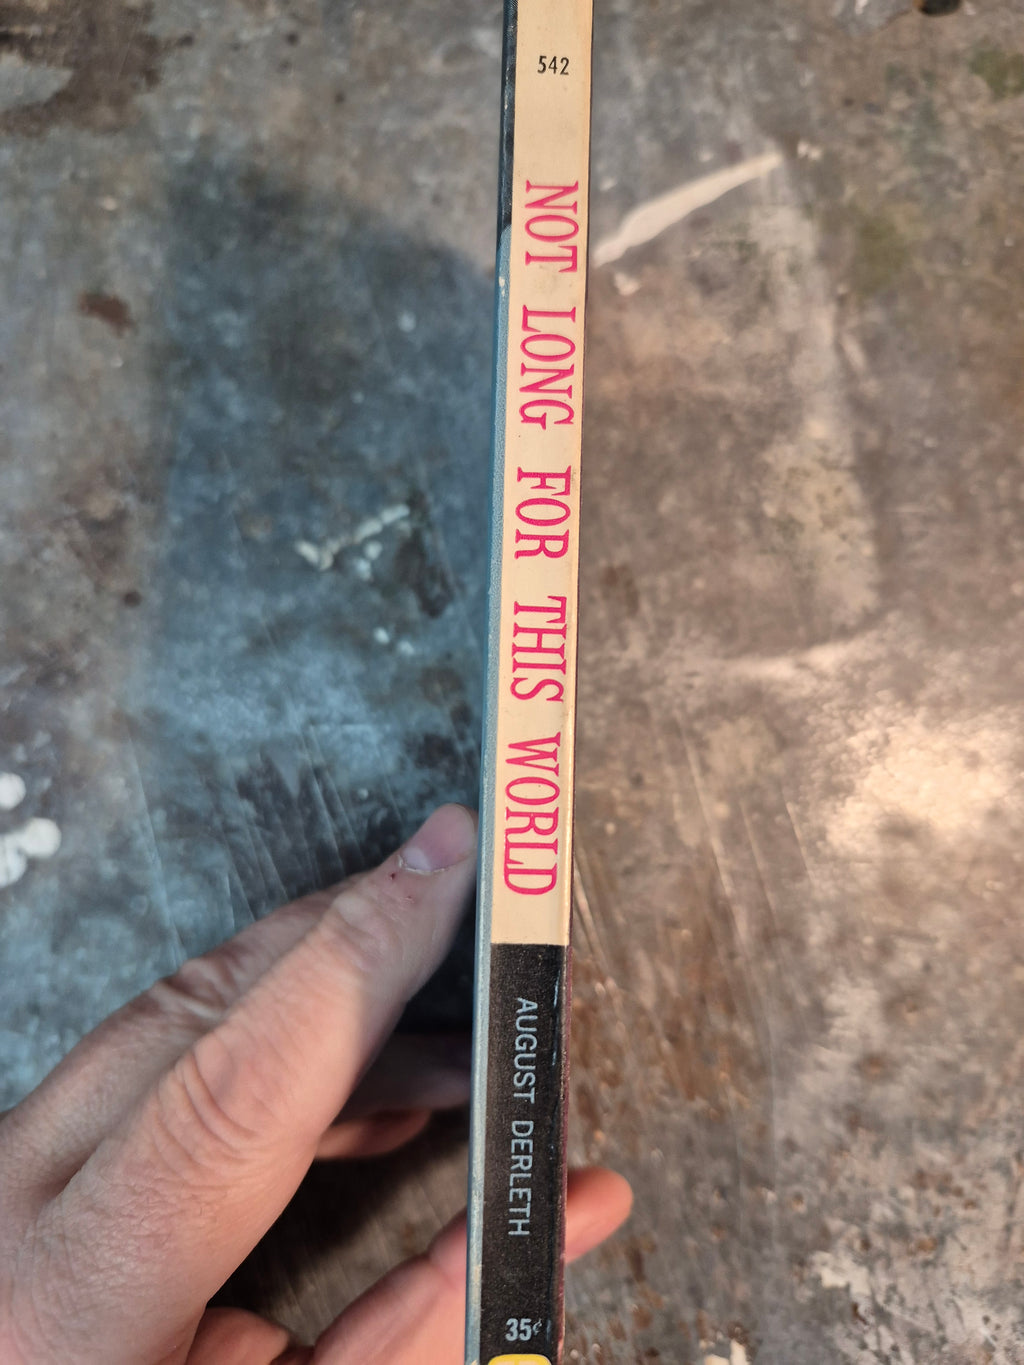 542
NOT LONG FOR THIS WORLD
AUGUST DERLETH
35¢